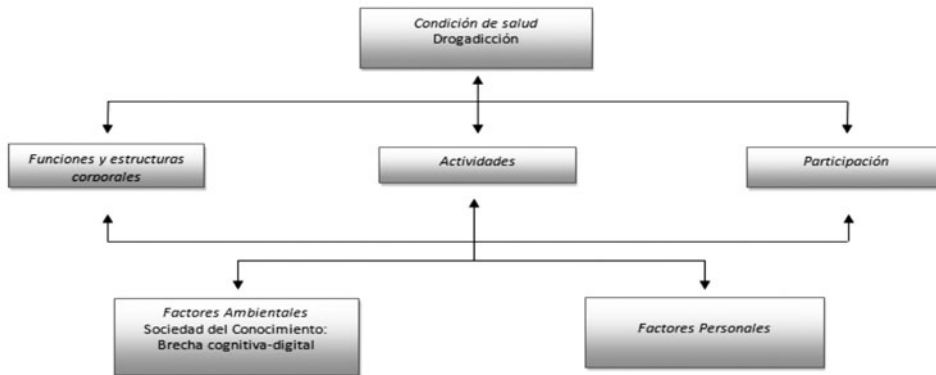 Condición de salud
Drogadicción
Funciones y estructuras
corporales
Actividades
Participación
Factores Ambientales
Sociedad del Conocimiento:
Brecha cognitiva-digital
Factores Personales